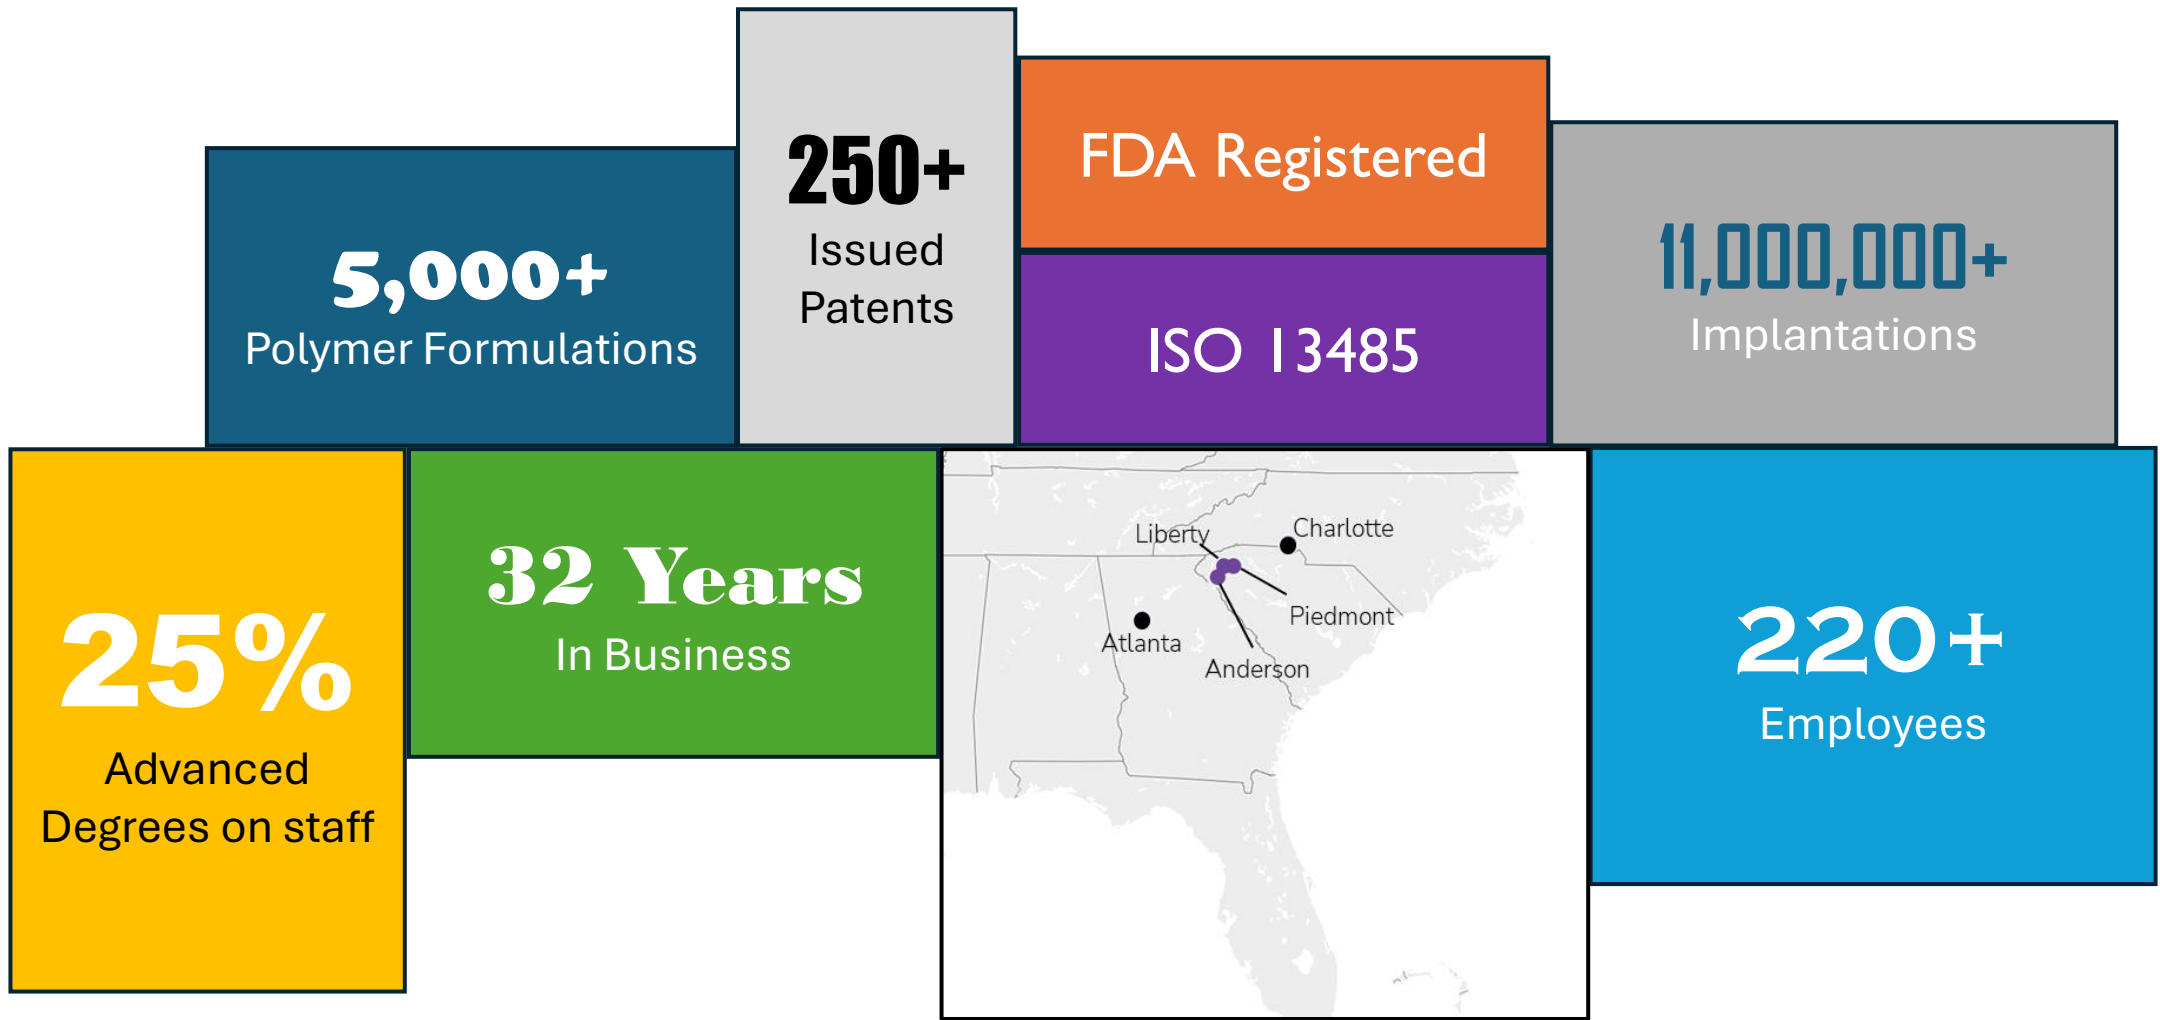 5,000+
Polymer Formulations
250+
Issued
Patents
FDA Registered
ISO 13485
11,000,000+
Implantations
25%
Advanced
Degrees on staff
32 Years
In Business
Liberty
Charlotte
Piedmont
Atlanta
Anderson
220+
Employees